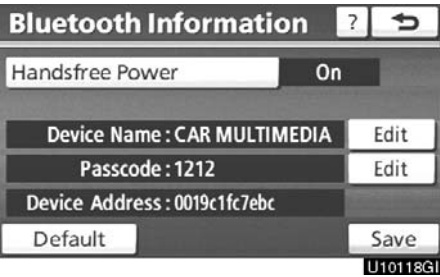 Bluetooth Information ?
Handsfree Power On
Device Name : CAR MULTIMEDIA Edit
Passcode : 1212 Edit
Device Address : 0019c1fc7ebc
Default Save
U10118GI